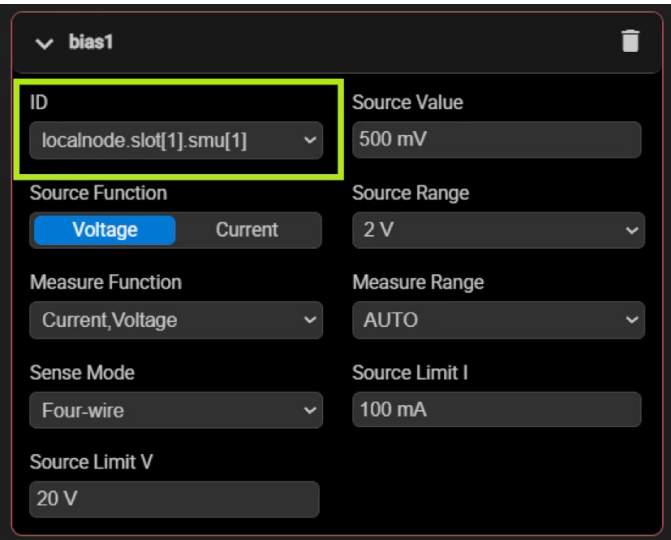 bias1
ID
localnode.slot[1].smu[1]
Source Value
500 mV
Source Function
Voltage Current
Source Range
2 V
Measure Function
Current,Voltage
Measure Range
AUTO
Sense Mode
Four-wire
Source Limit I
100 mA
Source Limit V
20 V